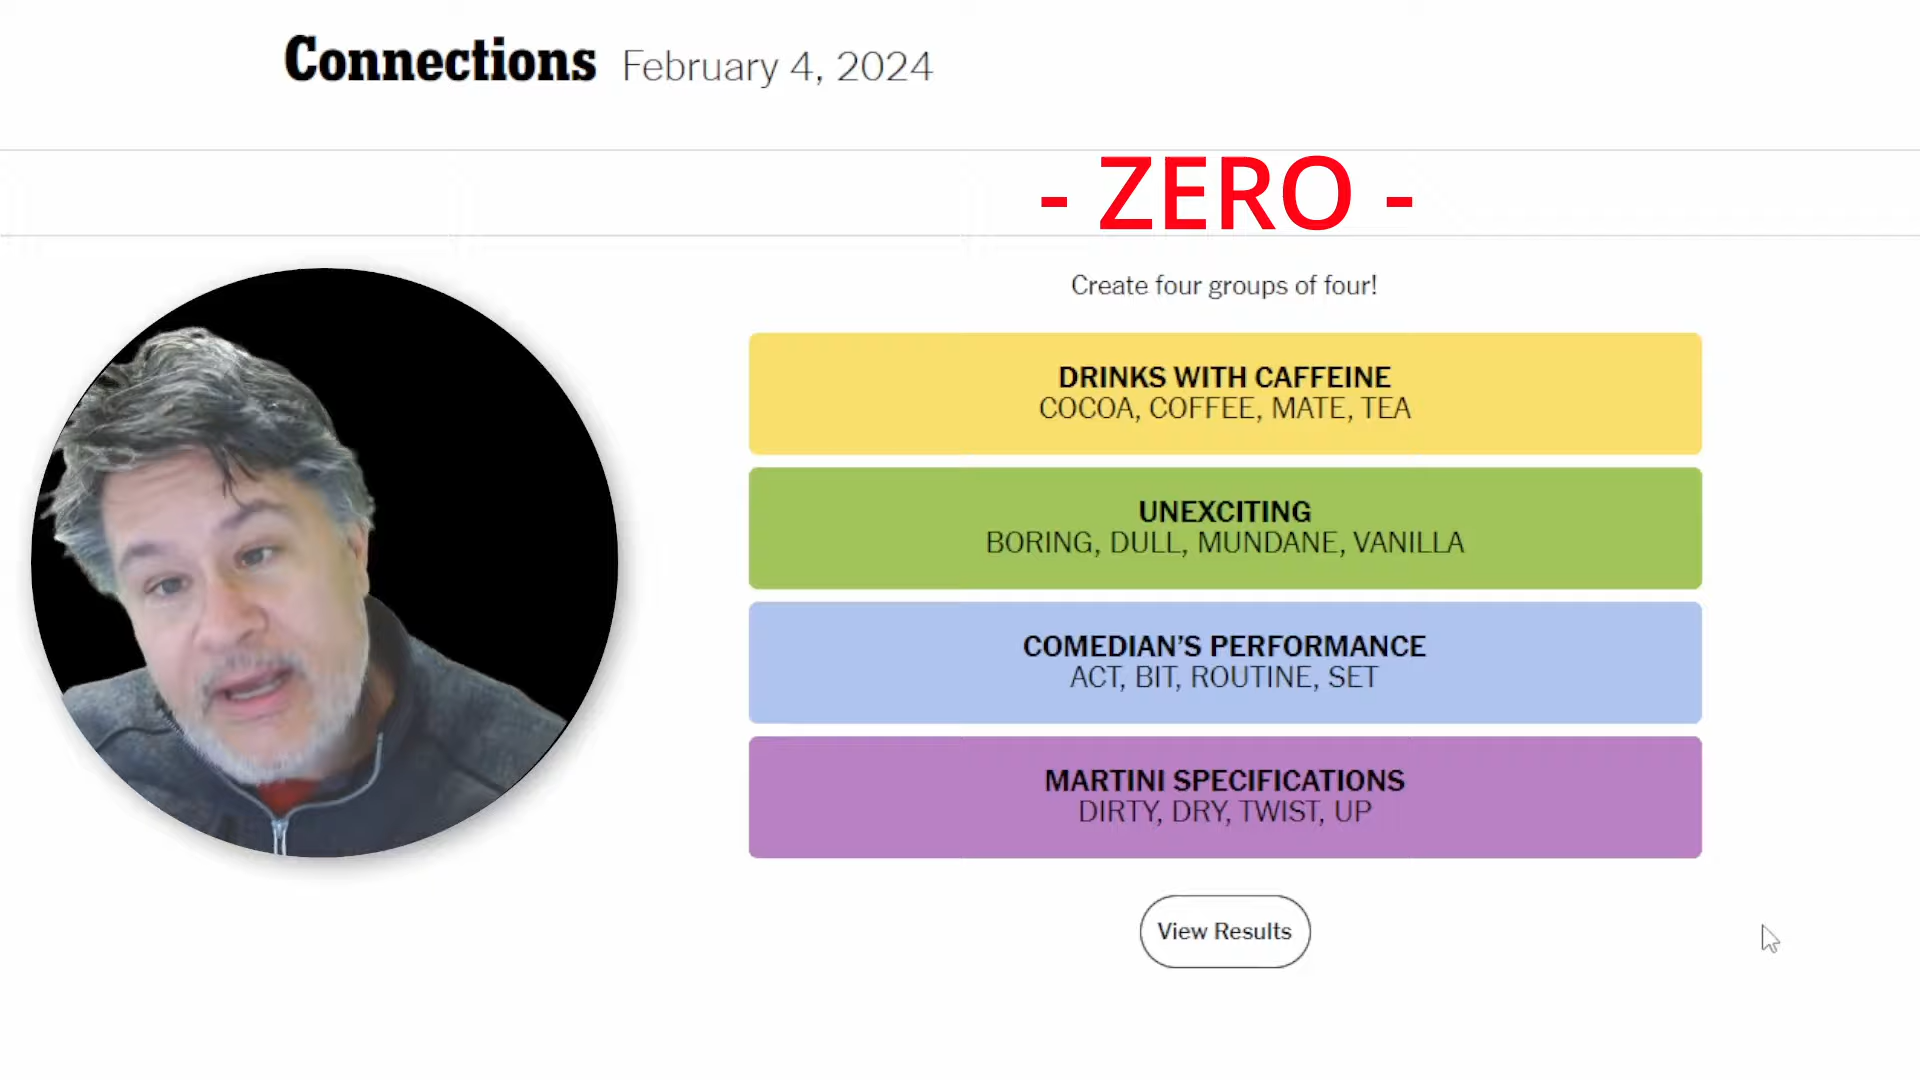 Connections February 4, 2024
- ZERO -
Create four groups of four!
DRINKS WITH CAFFEINE
COCOA, COFFEE, MATE, TEA
UNEXCITING
BORING, DULL, MUNDANE, VANILLA
COMEDIAN’S PERFORMANCE
ACT, BIT, ROUTINE, SET
MARTINI SPECIFICATIONS
DIRTY, DRY, TWIST, UP
View Results